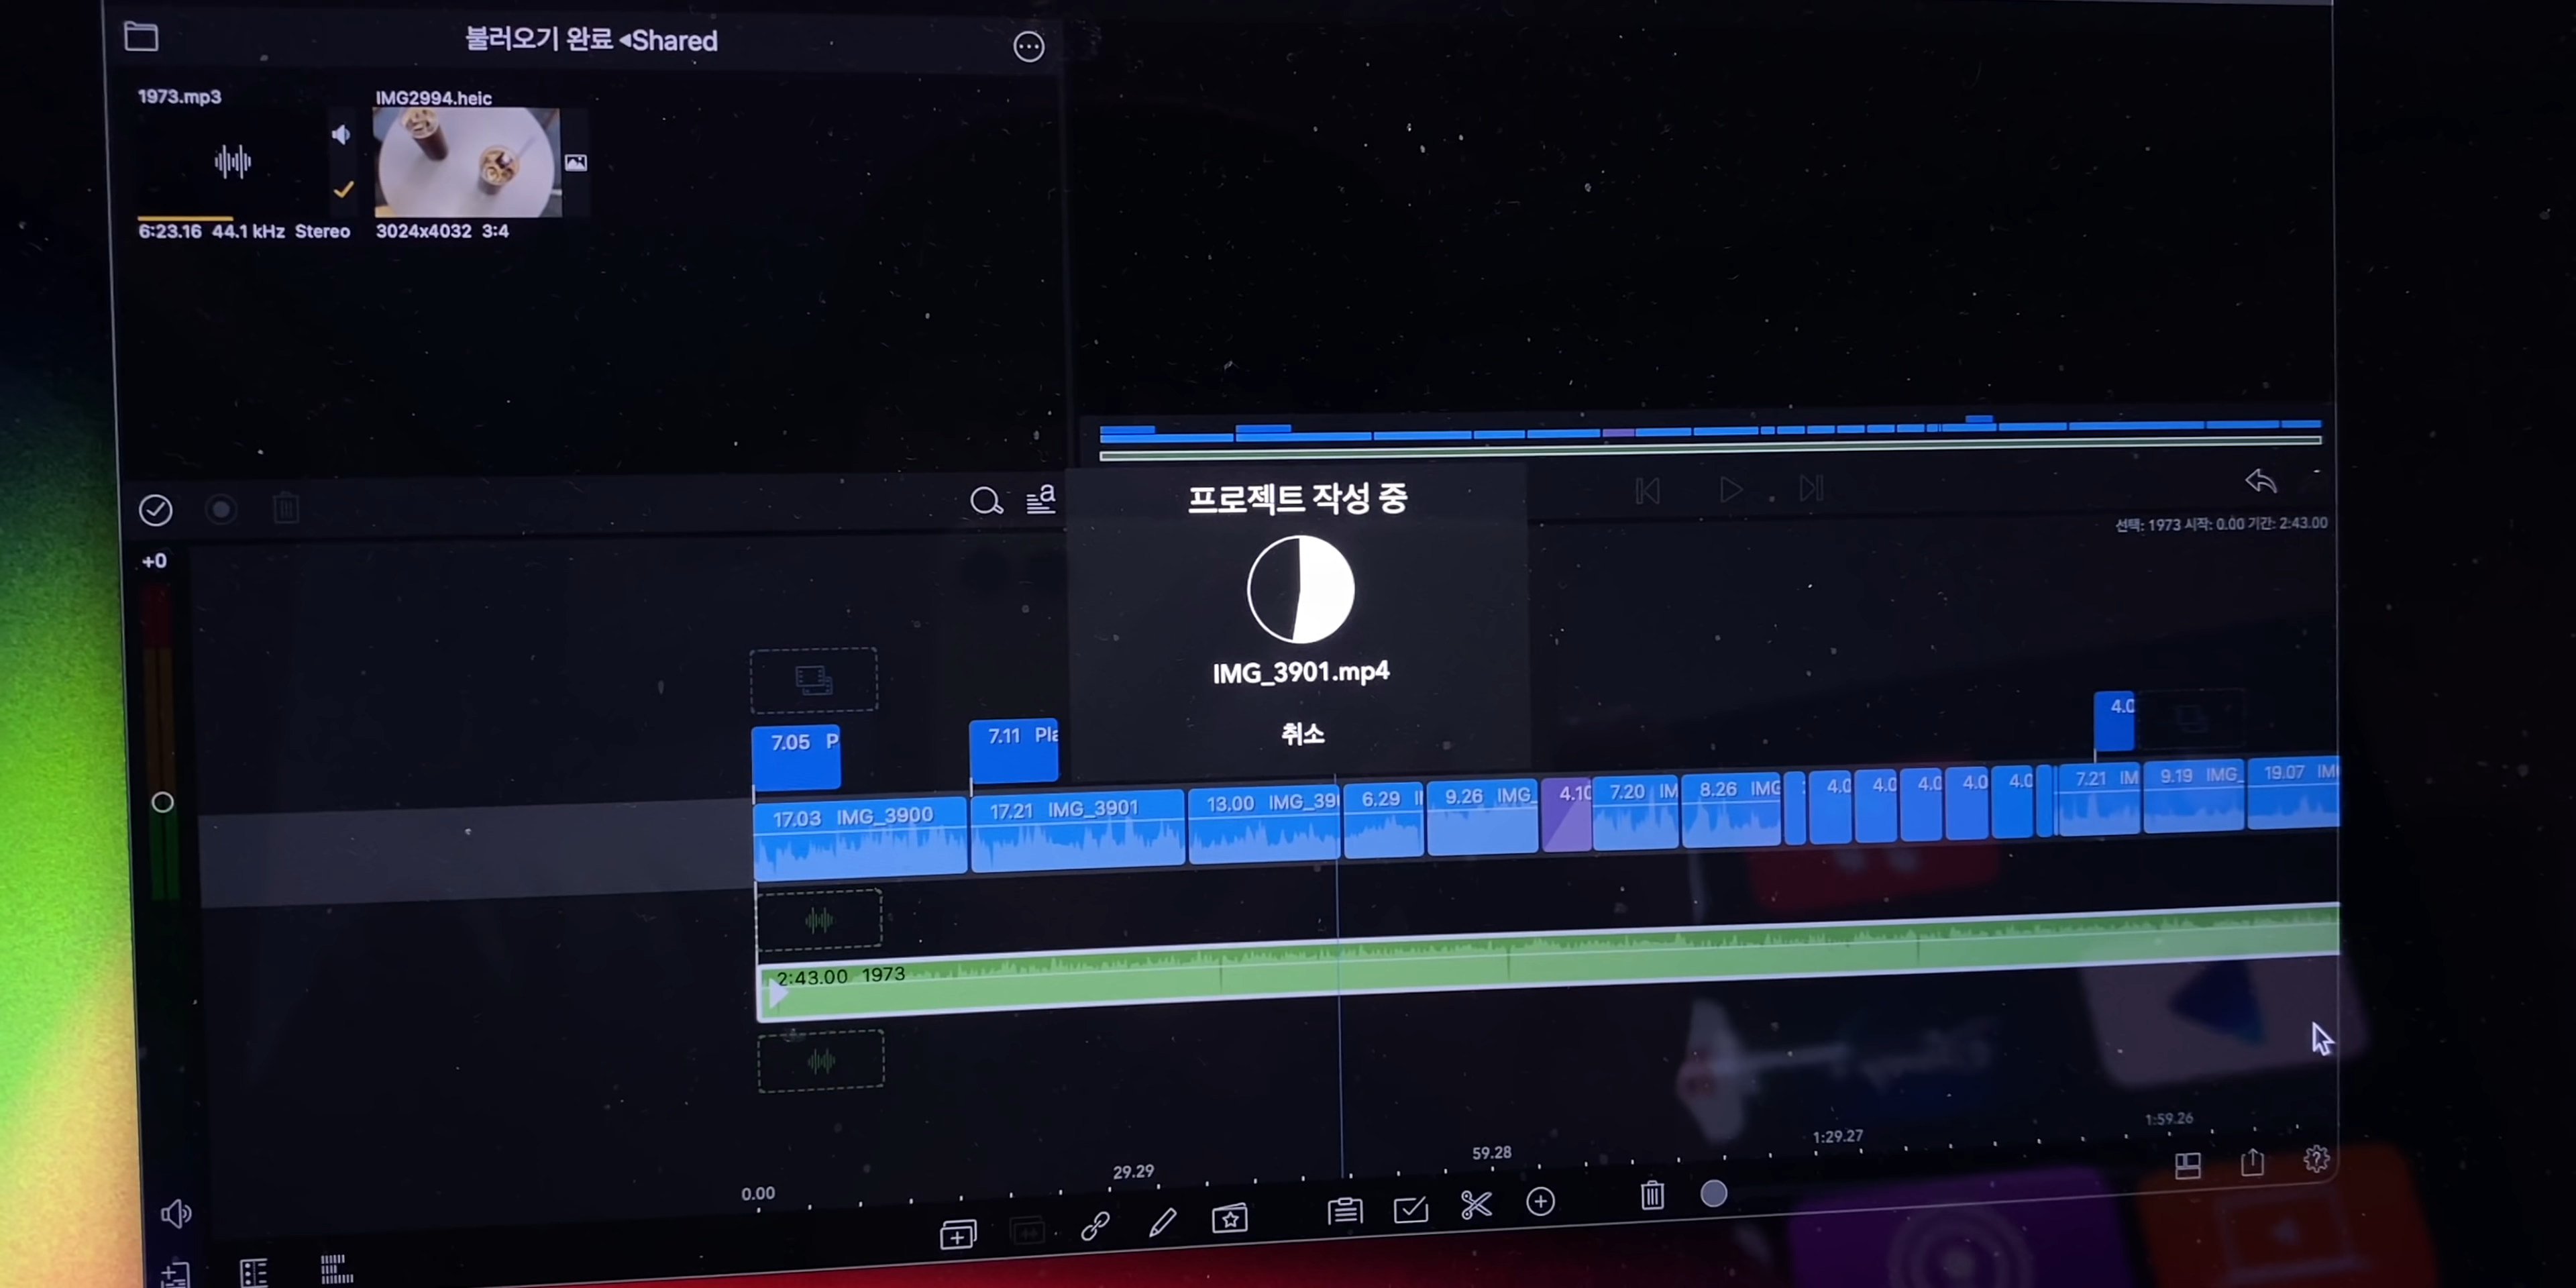 불러오기 완료 ◂Shared
1973.mp3
IMG2994.heic
6:23.16 44.1 kHz Stereo
3024x4032 3:4
프로젝트 작성 중
IMG_3901.mp4
취소
선택: 1973 시작: 0.00 기간: 2:43.00
+0
7.05 P
7.11 Pla
4.0
17.03 IMG_3900
17.21 IMG_3901
13.00 IMG_39
6.29
9.26 IMG_
4.10
7.20 IM
8.26 IMG
4.0
4.0
4.0
4.0
4.0
7.21 IM
9.19 IMG_
19.07 IM
2:43.00 1973
0.00
29.29
59.28
1:29.27
1:59.26